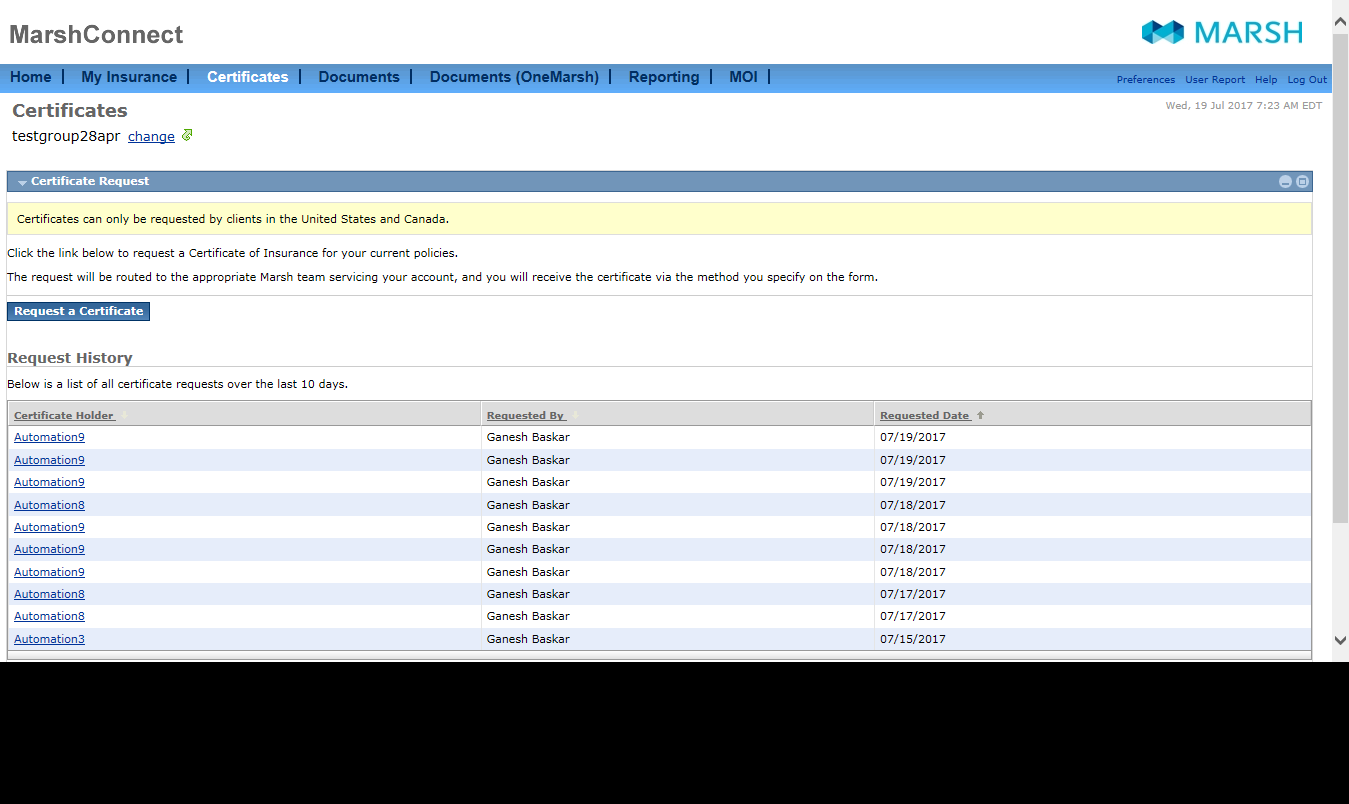 MarshConnect
MARSH
Home | My Insurance | Certificates | Documents | Documents (OneMarsh) | Reporting | MOI |
Preferences User Report Help Log Out
Certificates
Wed, 19 Jul 2017 7:23 AM EDT
testgroup28apr change
Certificate Request
Certificates can only be requested by clients in the United States and Canada.
Click the link below to request a Certificate of Insurance for your current policies.
The request will be routed to the appropriate Marsh team servicing your account, and you will receive the certificate via the method you specify on the form.
Request a Certificate
Request History
Below is a list of all certificate requests over the last 10 days.
Certificate Holder Requested By Requested Date
Automation9 Ganesh Baskar 07/19/2017
Automation9 Ganesh Baskar 07/19/2017
Automation9 Ganesh Baskar 07/19/2017
Automation8 Ganesh Baskar 07/18/2017
Automation9 Ganesh Baskar 07/18/2017
Automation9 Ganesh Baskar 07/18/2017
Automation9 Ganesh Baskar 07/18/2017
Automation8 Ganesh Baskar 07/17/2017
Automation8 Ganesh Baskar 07/17/2017
Automation3 Ganesh Baskar 07/15/2017